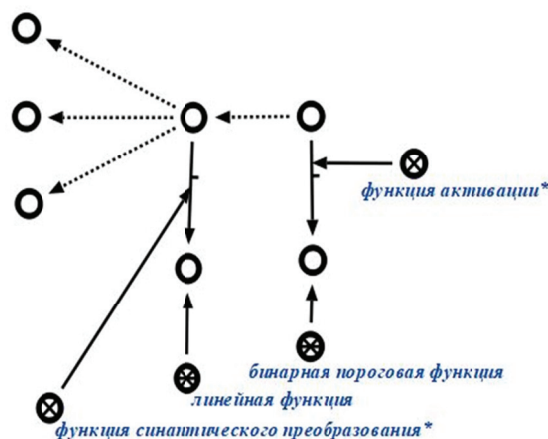 функция активации*
бинарная пороговая функция
линейная функция
функция синаптического преобразования*